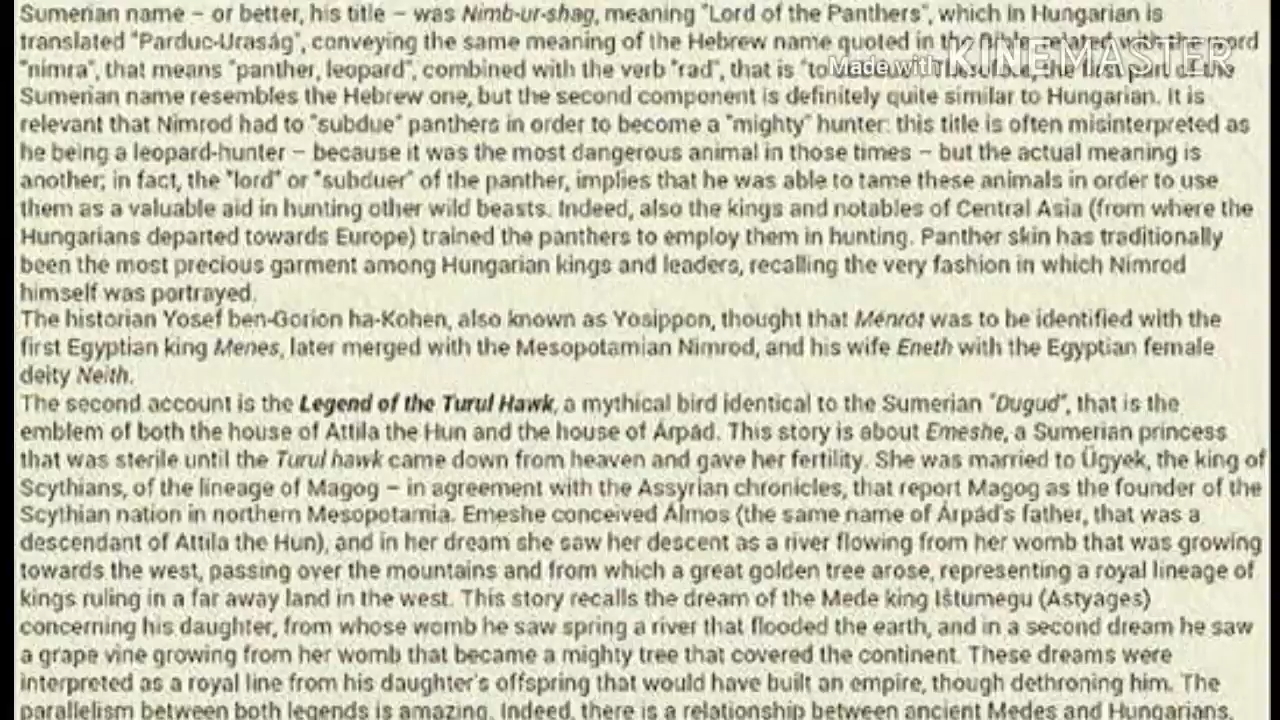 Sumerian name – or better, his title – was Nimb-ur-shag, meaning "Lord of the Panthers", which in Hungarian is
translated "Parduc-Uraság", conveying the same meaning of the Hebrew name quoted in the Bible related with the word
"nimra", that means "panther, leopard", combined with the verb "rad", that is "to Therefore, the first part of the
Made with KINEMASTER
Sumerian name resembles the Hebrew one, but the second component is definitely quite similar to Hungarian. It is
relevant that Nimrod had to "subdue" panthers in order to become a "mighty" hunter: this title is often misinterpreted as
he being a leopard-hunter – because it was the most dangerous animal in those times – but the actual meaning is
another; in fact, the "lord" or "subduer" of the panther, implies that he was able to tame these animals in order to use
them as a valuable aid in hunting other wild beasts. Indeed, also the kings and notables of Central Asia (from where the
Hungarians departed towards Europe) trained the panthers to employ them in hunting. Panther skin has traditionally
been the most precious garment among Hungarian kings and leaders, recalling the very fashion in which Nimrod
himself was portrayed.
The historian Yosef ben-Gorion ha-Kohen, also known as Yosippon, thought that Ménrót was to be identified with the
first Egyptian king Menes, later merged with the Mesopotamian Nimrod, and his wife Eneth with the Egyptian female
deity Neith.
The second account is the Legend of the Turul Hawk, a mythical bird identical to the Sumerian "Dugud", that is the
emblem of both the house of Attila the Hun and the house of Árpád. This story is about Emeshe, a Sumerian princess
that was sterile until the Turul hawk came down from heaven and gave her fertility. She was married to Ügyek, the king of
Scythians, of the lineage of Magog – in agreement with the Assyrian chronicles, that report Magog as the founder of the
Scythian nation in northern Mesopotamia. Emeshe conceived Álmos (the same name of Árpád's father, that was a
descendant of Attila the Hun), and in her dream she saw her descent as a river flowing from her womb that was growing
towards the west, passing over the mountains and from which a great golden tree arose, representing a royal lineage of
kings ruling in a far away land in the west. This story recalls the dream of the Mede king Ištumegu (Astyages)
concerning his daughter, from whose womb he saw spring a river that flooded the earth, and in a second dream he saw
a grape vine growing from her womb that became a mighty tree that covered the continent. These dreams were
interpreted as a royal line from his daughter's offspring that would have built an empire, though dethroning him. The
parallelism between both legends is amazing. Indeed, there is a relationship between ancient Medes and Hungarians,